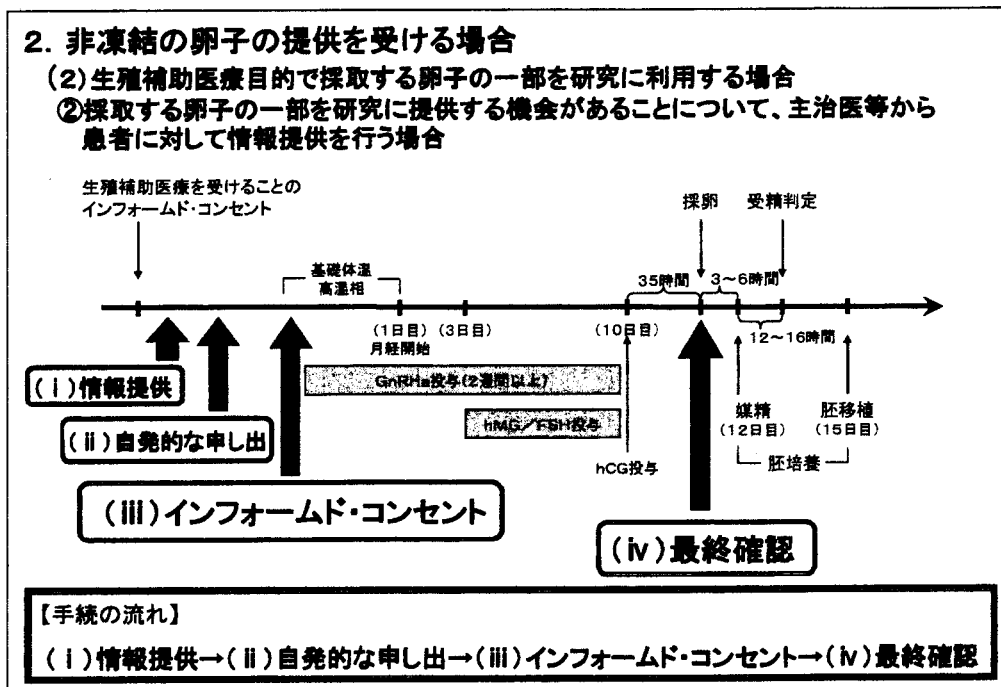 2．非凍結の卵子の提供を受ける場合
（2）生殖補助医療目的で採取する卵子の一部を研究に利用する場合
②採取する卵子の一部を研究に提供する機会があることについて、主治医等から
患者に対して情報提供を行う場合
生殖補助医療を受けることの
インフォームド・コンセント
採卵
受精判定
基礎体温
高温相
35時間
3～6時間
（1日目）
月経開始
（3日目）
（10日目）
12～16時間
（ⅰ）情報提供
GnRHa投与（2週間以上）
（ⅱ）自発的な申し出
hMG／FSH投与
hCG投与
媒精
（12日目）
胚移植
（15日目）
胚培養
（ⅲ）インフォームド・コンセント
（ⅳ）最終確認
【手続の流れ】
（ⅰ）情報提供→（ⅱ）自発的な申し出→（ⅲ）インフォームド・コンセント→（ⅳ）最終確認